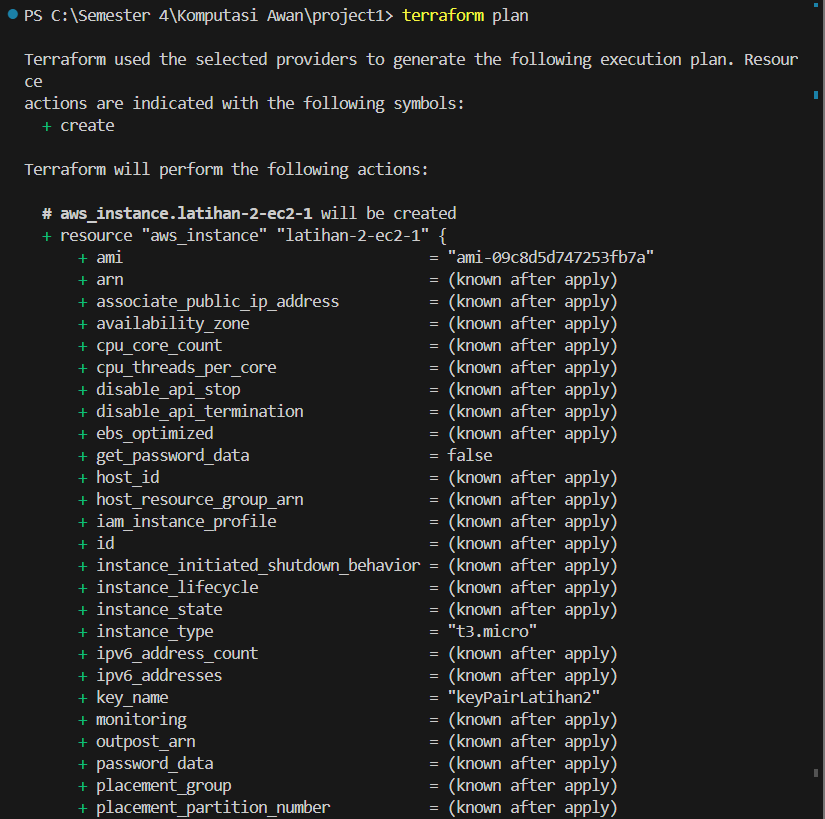 PS C:\Semester 4\Komputasi Awan\project1> terraform plan
Terraform used the selected providers to generate the following execution plan. Resour
ce
actions are indicated with the following symbols:
+ create
Terraform will perform the following actions:
# aws_instance.latihan-2-ec2-1 will be created
+ resource "aws_instance" "latihan-2-ec2-1" {
+ ami = "ami-09c8d5d747253fb7a"
+ arn = (known after apply)
+ associate_public_ip_address = (known after apply)
+ availability_zone = (known after apply)
+ cpu_core_count = (known after apply)
+ cpu_threads_per_core = (known after apply)
+ disable_api_stop = (known after apply)
+ disable_api_termination = (known after apply)
+ ebs_optimized = (known after apply)
+ get_password_data = false
+ host_id = (known after apply)
+ host_resource_group_arn = (known after apply)
+ iam_instance_profile = (known after apply)
+ id = (known after apply)
+ instance_initiated_shutdown_behavior = (known after apply)
+ instance_lifecycle = (known after apply)
+ instance_state = (known after apply)
+ instance_type = "t3.micro"
+ ipv6_address_count = (known after apply)
+ ipv6_addresses = (known after apply)
+ key_name = "keyPairLatihan2"
+ monitoring = (known after apply)
+ outpost_arn = (known after apply)
+ password_data = (known after apply)
+ placement_group = (known after apply)
+ placement_partition_number = (known after apply)